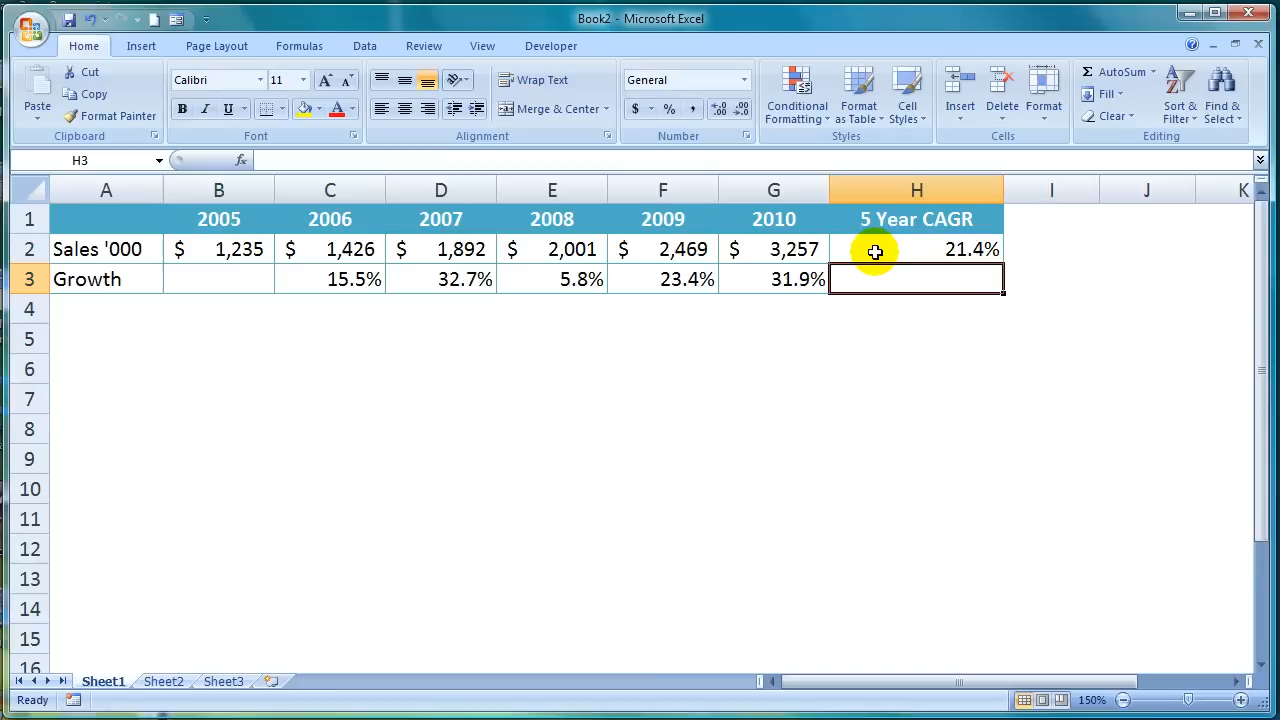 Book2 - Microsoft Excel
Home Insert Page Layout Formulas Data Review View Developer
Paste Cut Copy Format Painter Clipboard
Calibri 11 A A B I U A Font
Wrap Text Merge & Center Alignment
General $ % , .00 .0 Number
Conditional Formatting Format as Table Cell Styles Styles
Insert Delete Format Cells
Σ AutoSum Fill Clear Sort & Filter Find & Select Editing
H3 fx
A B C D E F G H I J K
1 2005 2006 2007 2008 2009 2010 5 Year CAGR
2 Sales '000 $ 1,235 $ 1,426 $ 1,892 $ 2,001 $ 2,469 $ 3,257 21.4%
3 Growth 15.5% 32.7% 5.8% 23.4% 31.9%
4
5
6
7
8
9
10
11
12
13
14
15
16
Sheet1 Sheet2 Sheet3
Ready 150%